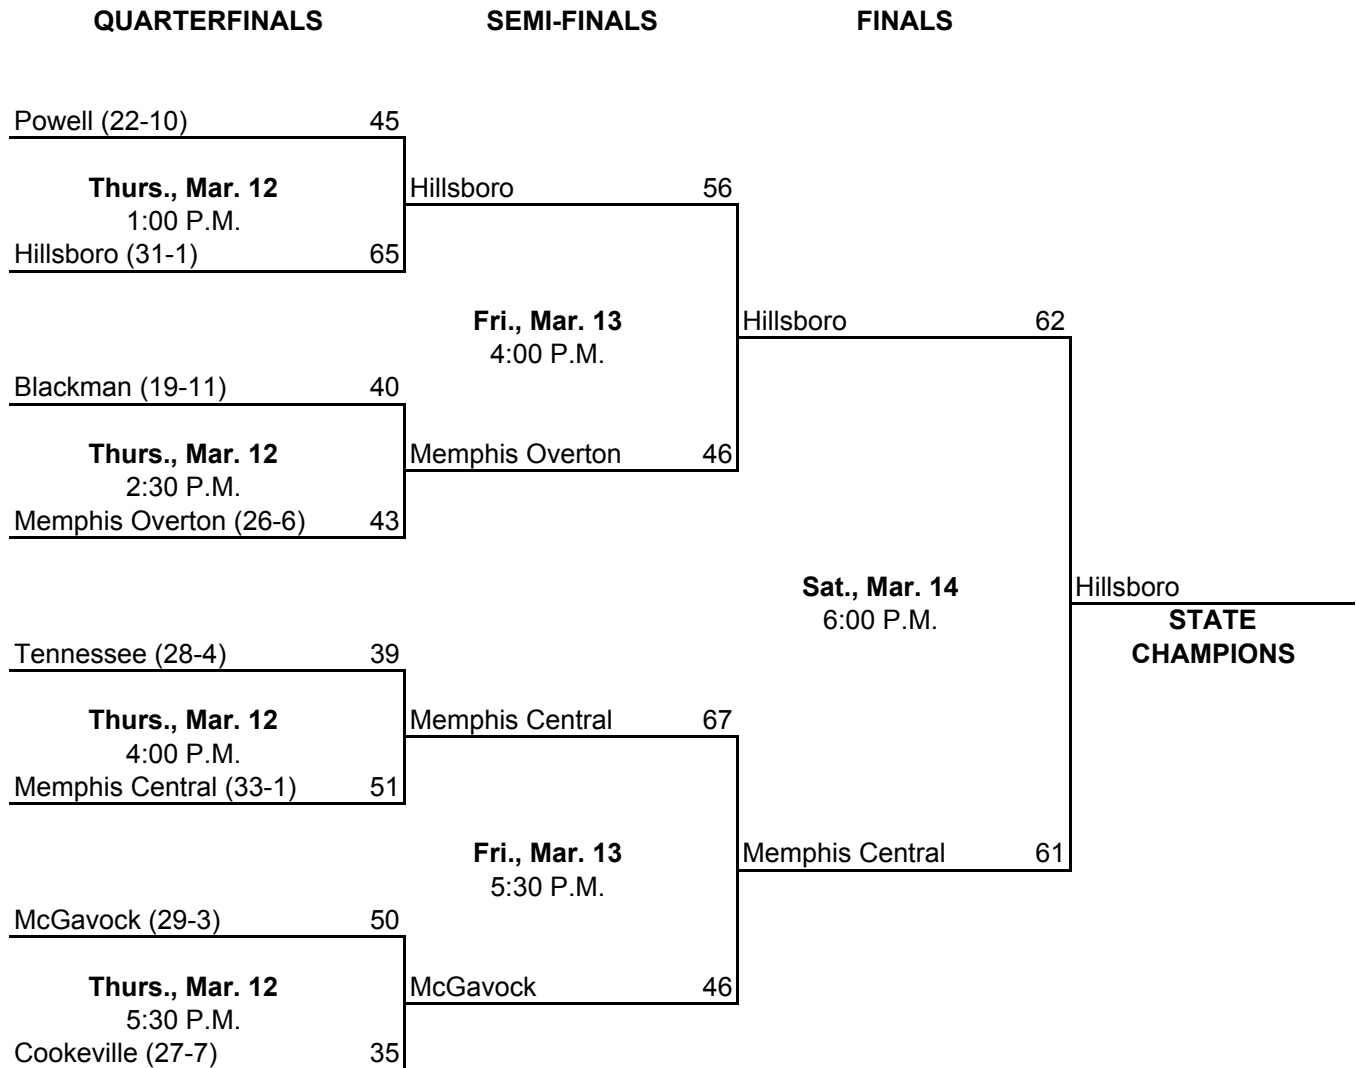 QUARTERFINALS SEMI-FINALS FINALS
Powell (22-10) 45
Thurs., Mar. 12 Hillsboro 56
1:00 P.M.
Hillsboro (31-1) 65
Fri., Mar. 13 Hillsboro 62
4:00 P.M.
Blackman (19-11) 40
Thurs., Mar. 12 Memphis Overton 46
2:30 P.M.
Memphis Overton (26-6) 43
Sat., Mar. 14 Hillsboro
6:00 P.M. STATE
Tennessee (28-4) 39 CHAMPIONS
Thurs., Mar. 12 Memphis Central 67
4:00 P.M.
Memphis Central (33-1) 51
Fri., Mar. 13 Memphis Central 61
5:30 P.M.
McGavock (29-3) 50
Thurs., Mar. 12 McGavock 46
5:30 P.M.
Cookeville (27-7) 35